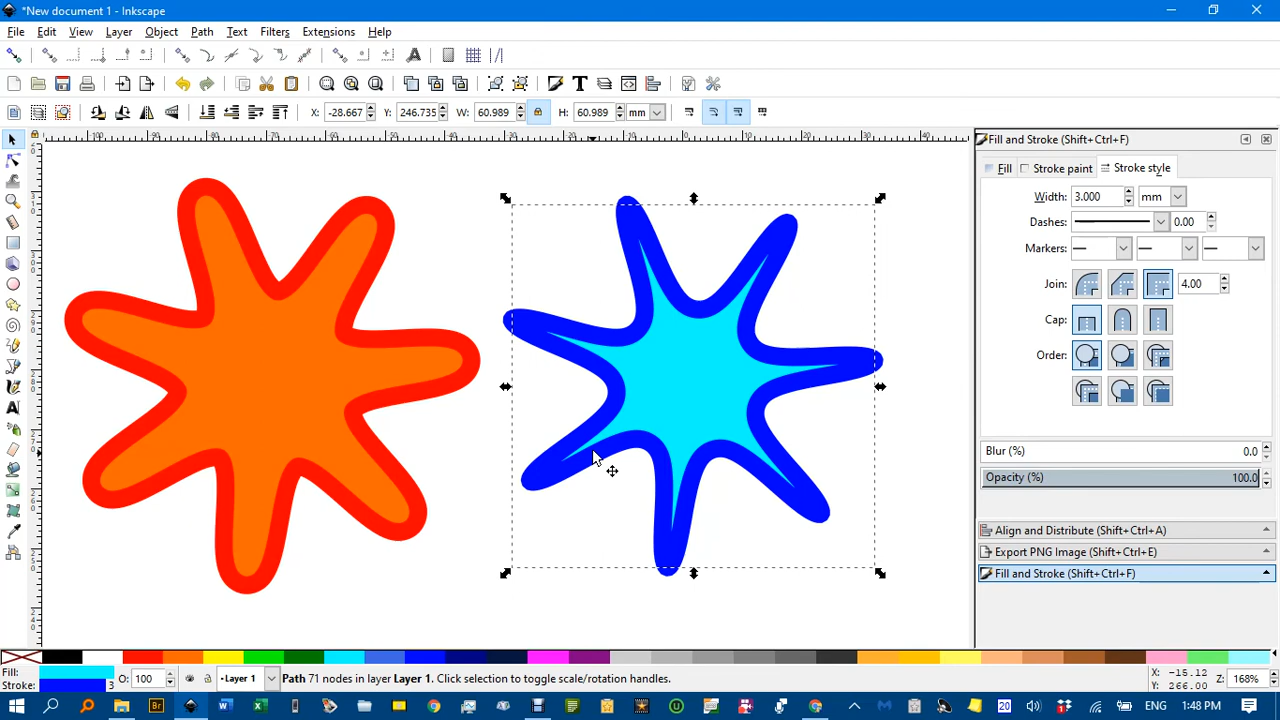 *New document 1 - Inkscape
File Edit View Layer Object Path Text Filters Extensions Help
X: -28.667 Y: 246.735 W: 60.989 H: 60.989 mm
Fill and Stroke (Shift+Ctrl+F)
Fill Stroke paint Stroke style
Width: 3.000 mm
Dashes: 0.00
Markers:
Join: 4.00
Cap:
Order:
Blur (%) 0.0
Opacity (%) 100.0
Align and Distribute (Shift+Ctrl+A)
Export PNG Image (Shift+Ctrl+E)
Fill and Stroke (Shift+Ctrl+F)
Fill:
Stroke: 3
O: 100
•Layer 1
Path 71 nodes in layer Layer 1. Click selection to toggle scale/rotation handles.
X: -15.12
Y: 266.00
Z: 168%
20
1:48 PM